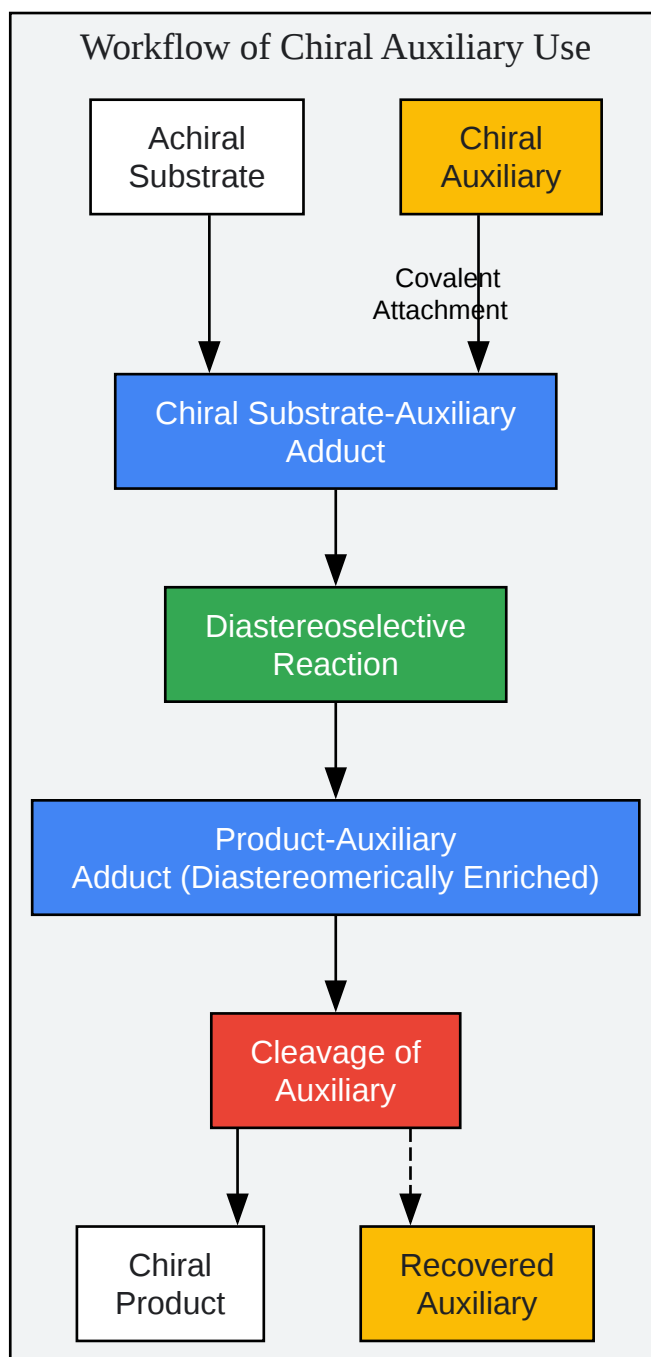 Workflow of Chiral Auxiliary Use
Achiral
Substrate
Chiral
Auxiliary
Covalent
Attachment
Chiral Substrate-Auxiliary
Adduct
Diastereoselective
Reaction
Product-Auxiliary
Adduct (Diastereomerically Enriched)
Cleavage of
Auxiliary
Chiral
Product
Recovered
Auxiliary